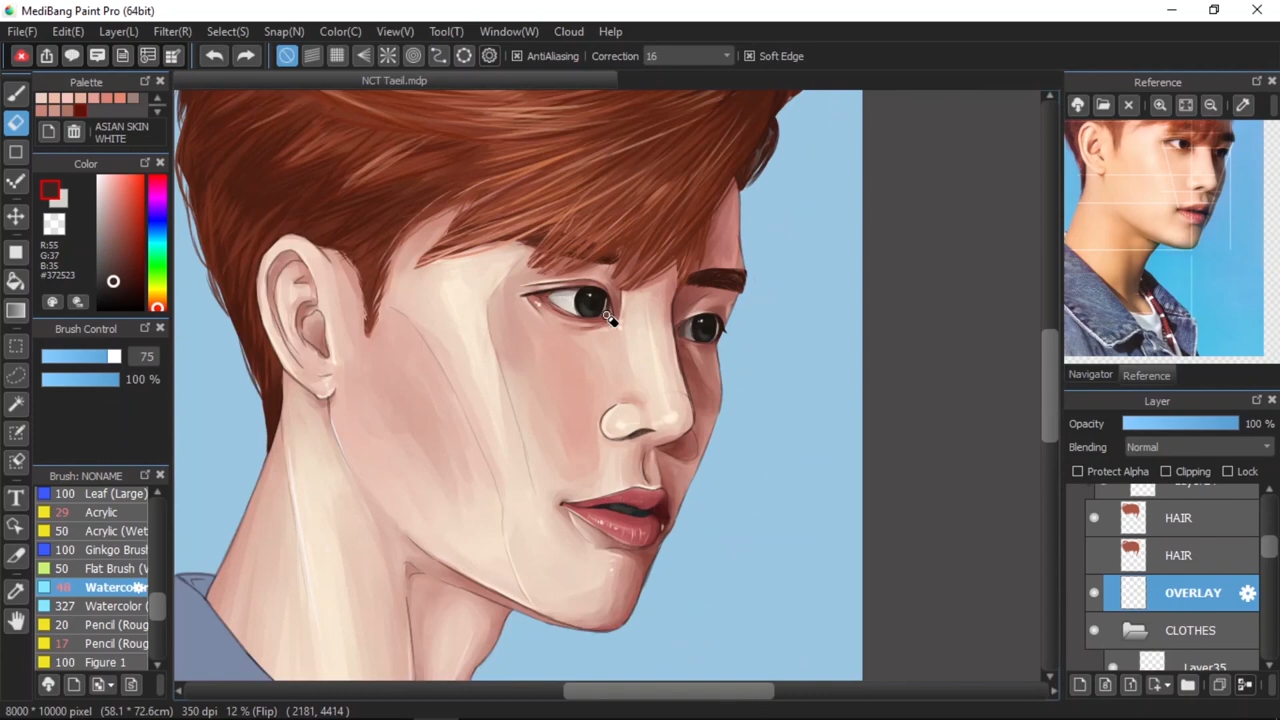 MediBang Paint Pro (64bit)
File(F) Edit(E) Layer(L) Filter(R) Select(S) Snap(N) Color(C) View(V) Tool(T) Window(W) Cloud Help
AntiAliasing Correction 16 Soft Edge
NCT Taeil.mdp
Palette
ASIAN SKIN
WHITE
Color
R:55
G:37
B:35
#372523
Brush Control
75
100 %
Brush: NONAME
100 Leaf (Large)
29 Acrylic
50 Acrylic (Wet
100 Ginkgo Brush
50 Flat Brush (W
48 Watercolor
327 Watercolor (
20 Pencil (Roug
17 Pencil (Roug
100 Figure 1
T
8000 * 10000 pixel (58.1 * 72.6cm) 350 dpi 12 % (Flip) ( 2181, 4414 )
Reference
Navigator Reference
Layer
Opacity 100 %
Blending Normal
Protect Alpha Clipping Lock
HAIR
HAIR
OVERLAY
CLOTHES
Layer35
8 1